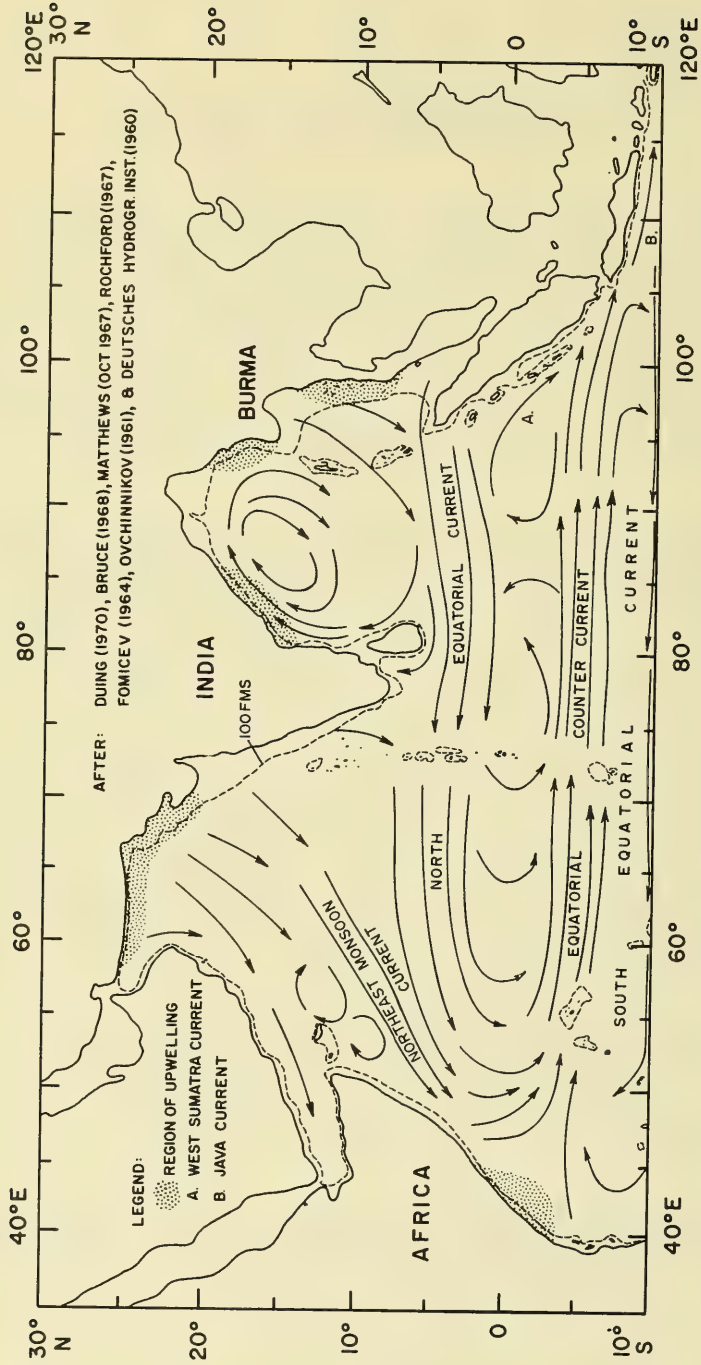 40°E 60° 80° 100° 120°E
30°
N
20°
10°
0
10°
S
30°
N
20°
10°
0
10°
S
AFTER: DUING (1970), BRUCE (1968), MATTHEWS (OCT 1967), ROCHFORD (1967),
FOMICEV (1964), OVCHINNIKOV (1961), & DEUTSCHES HYDROGR. INST. (1960)
LEGEND:
REGION OF UPWELLING
A. WEST SUMATRA CURRENT
B. JAVA CURRENT
INDIA
BURMA
100 FMS
AFRICA
NORTHEAST MONSOON
CURRENT
NORTH EQUATORIAL CURRENT
A.
EQUATORIAL COUNTER CURRENT
SOUTH EQUATORIAL CURRENT
B.
40°E 60° 80° 100° 120°E